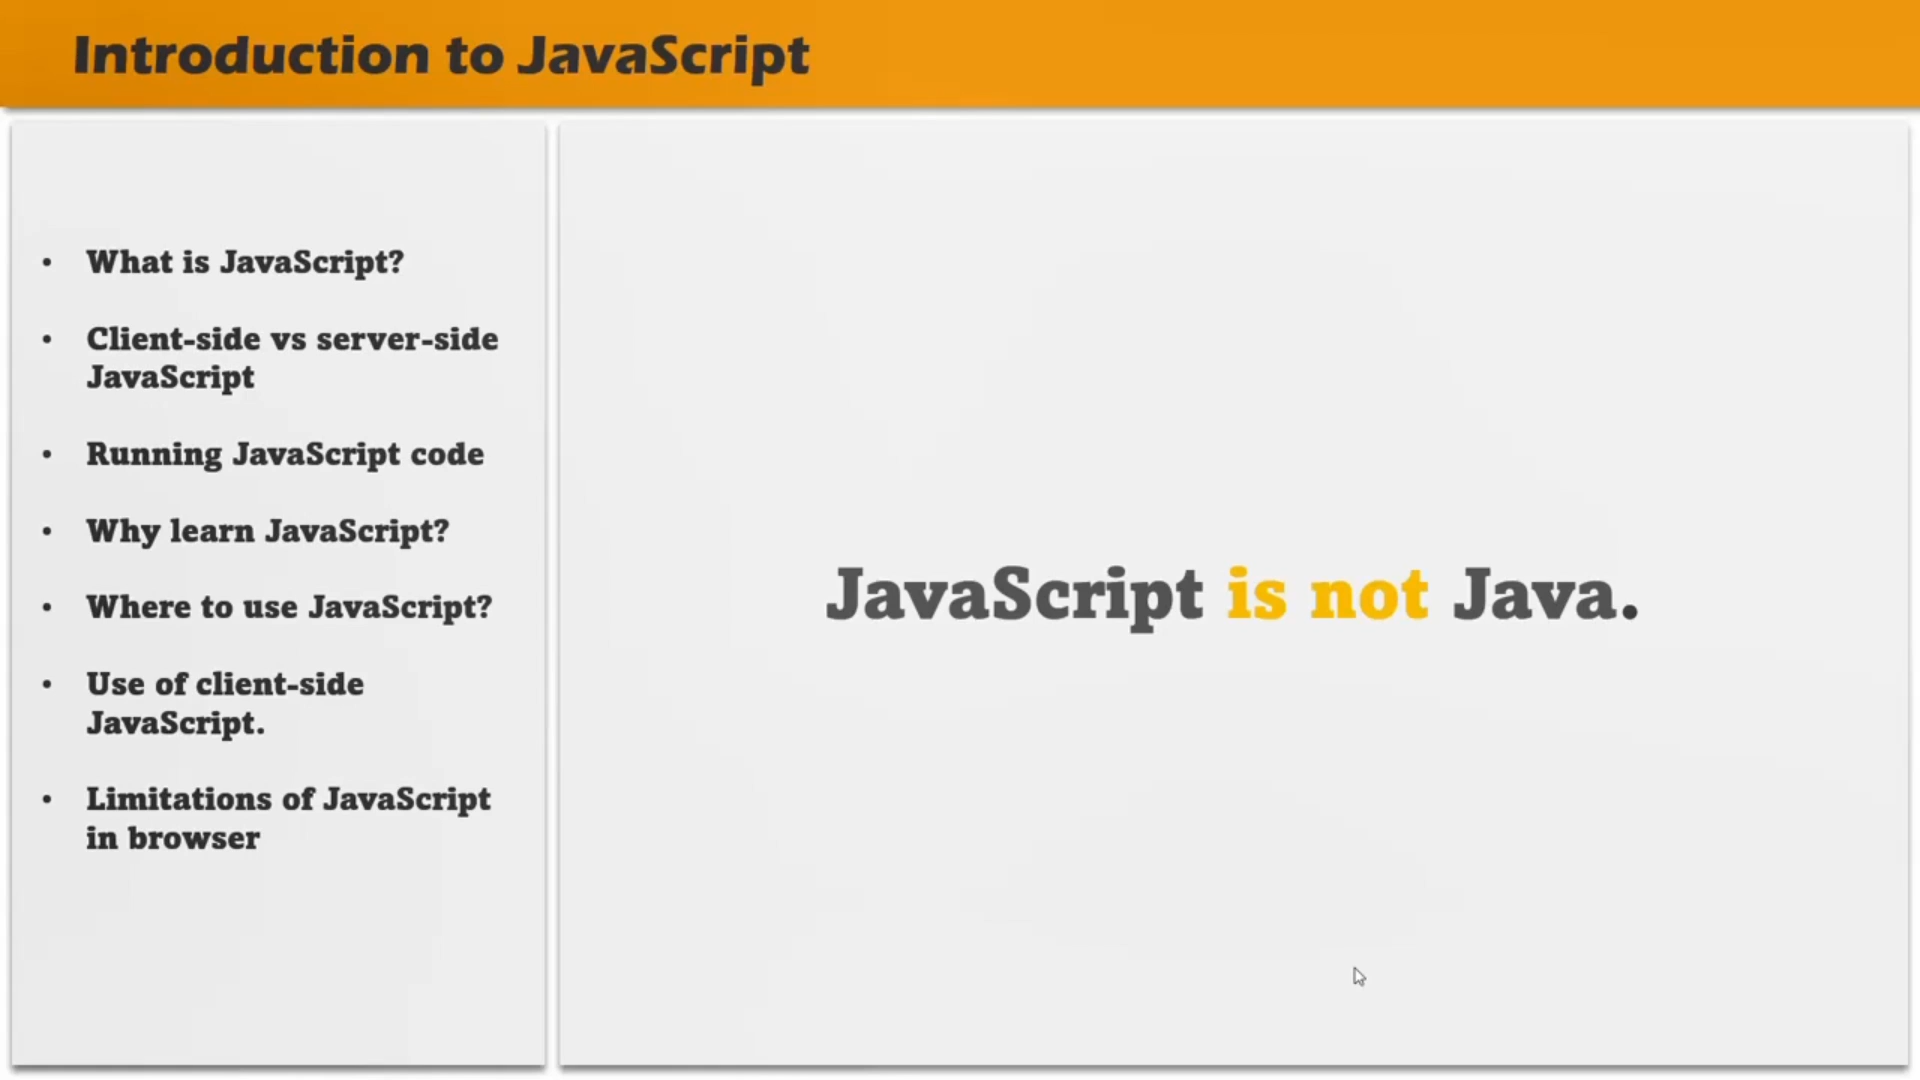 Introduction to JavaScript
• What is JavaScript?
• Client-side vs server-side
JavaScript
• Running JavaScript code
• Why learn JavaScript?
• Where to use JavaScript?
• Use of client-side
JavaScript.
• Limitations of JavaScript
in browser
JavaScript is not Java.